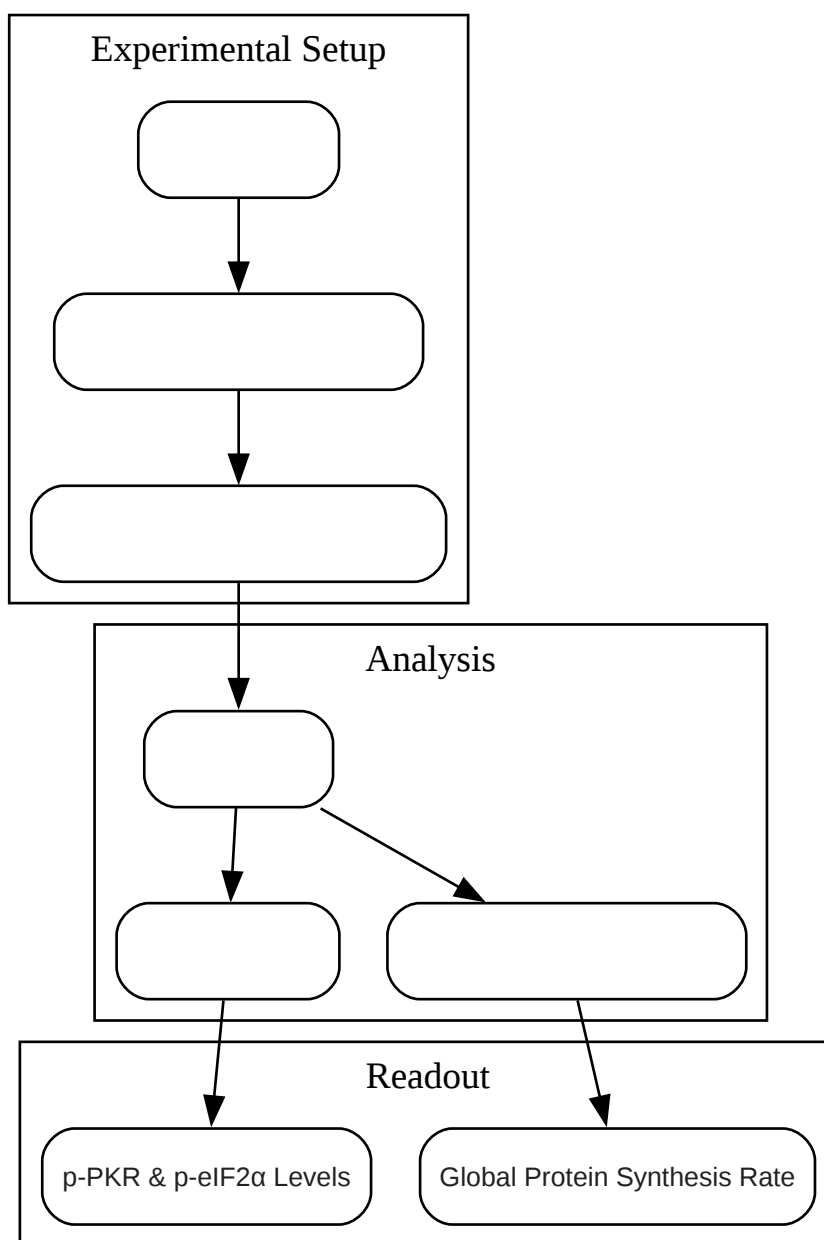 Experimental Setup
Analysis
Readout
p-PKR & p-eIF2α Levels
Global Protein Synthesis Rate